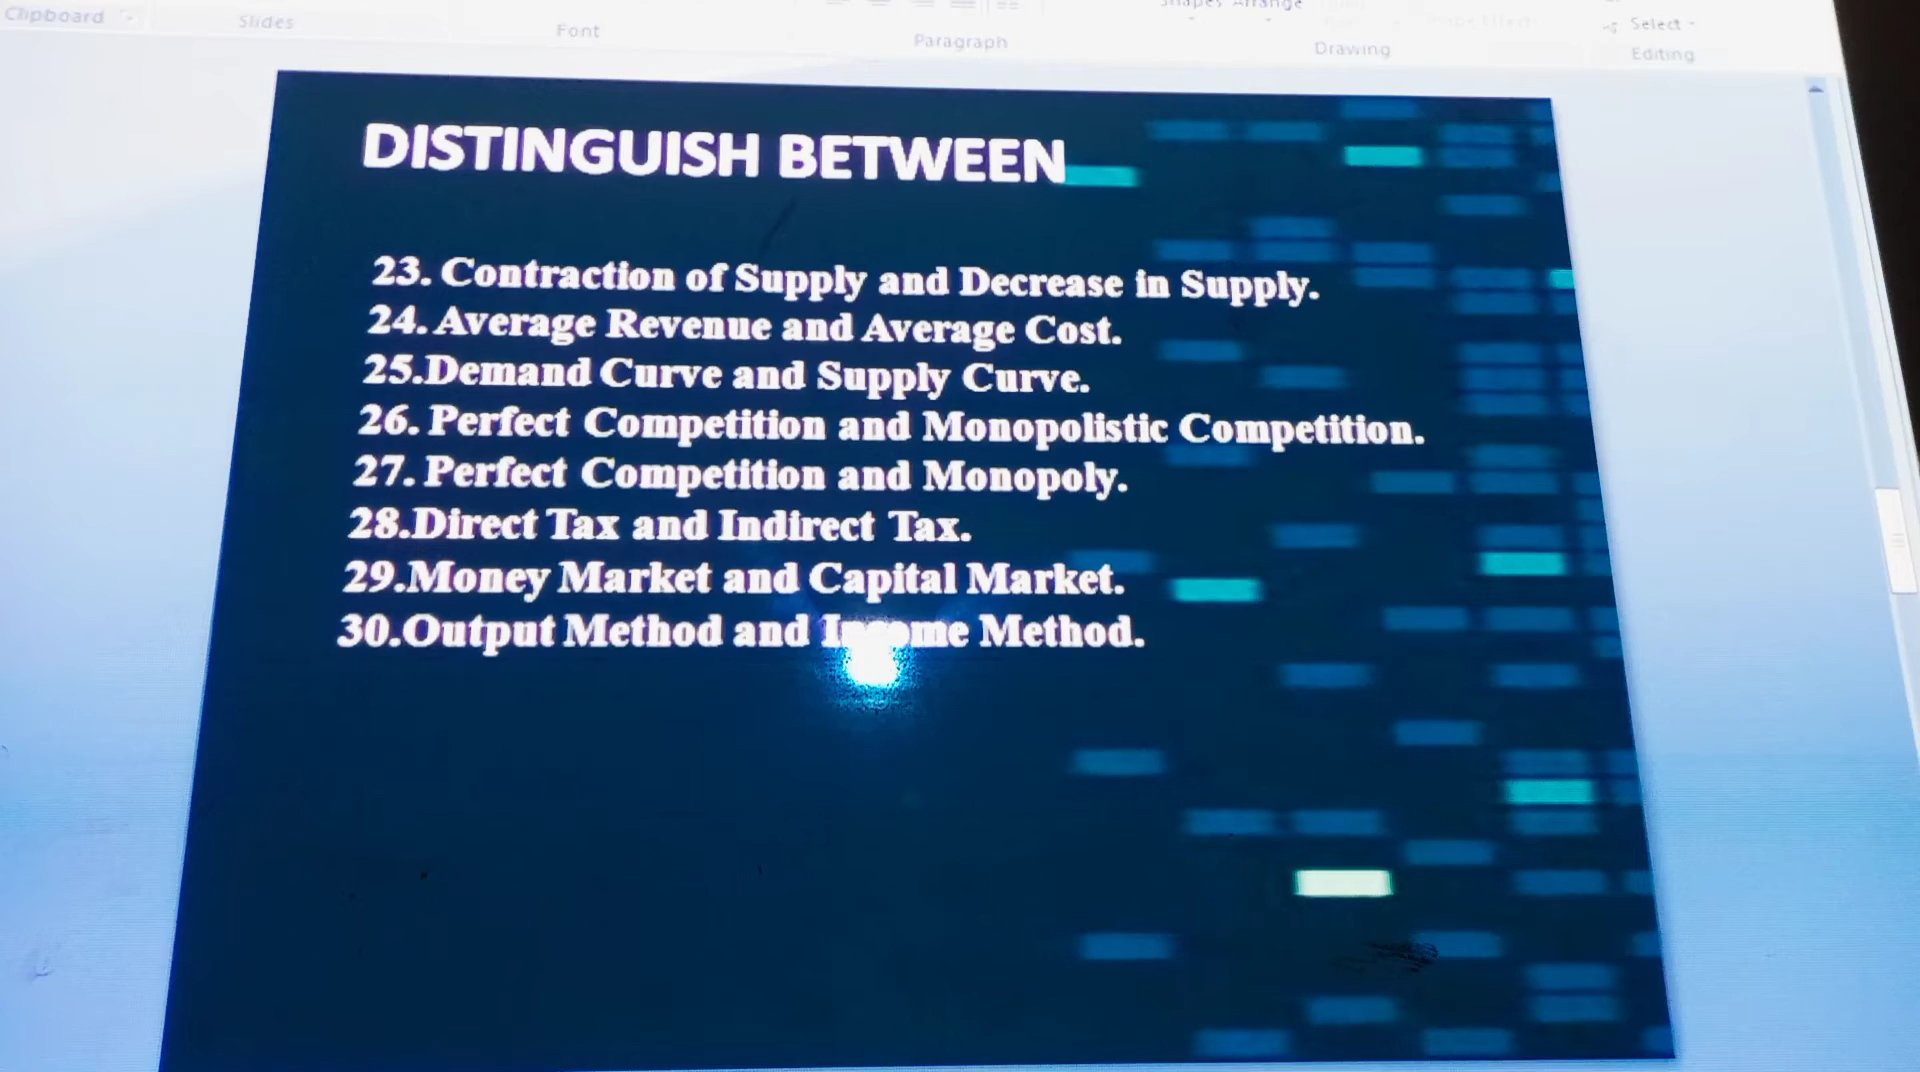 Clipboard
Slides
Font
Paragraph
Arrange
Drawing
Select
Editing
DISTINGUISH BETWEEN
23. Contraction of Supply and Decrease in Supply.
24. Average Revenue and Average Cost.
25.Demand Curve and Supply Curve.
26. Perfect Competition and Monopolistic Competition.
27. Perfect Competition and Monopoly.
28.Direct Tax and Indirect Tax.
29.Money Market and Capital Market.
30.Output Method and Income Method.